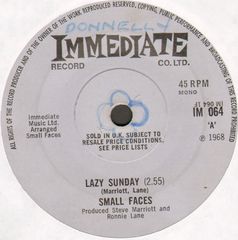 ALL RIGHTS OF THE RECORD PRODUCER AND OF THE OWNER OF THE WORK REPRODUCED RESERVED. COPYING, PUBLIC PERFORMANCE AND BROADCASTING OF THIS RECORD PROHIBITED
DONNELLY
IMMEDIATE
RECORD CO. LTD.
45 RPM
MONO
(IM 064 A)
IM 064
'A'
℗ 1968
Immediate
Music Ltd.
Arranged
Small Faces
SOLD IN U.K. SUBJECT TO
RESALE PRICE CONDITIONS.
SEE PRICE LISTS
LAZY SUNDAY (2.55)
(Marriott, Lane)
SMALL FACES
Produced Steve Marriott and
Ronnie Lane